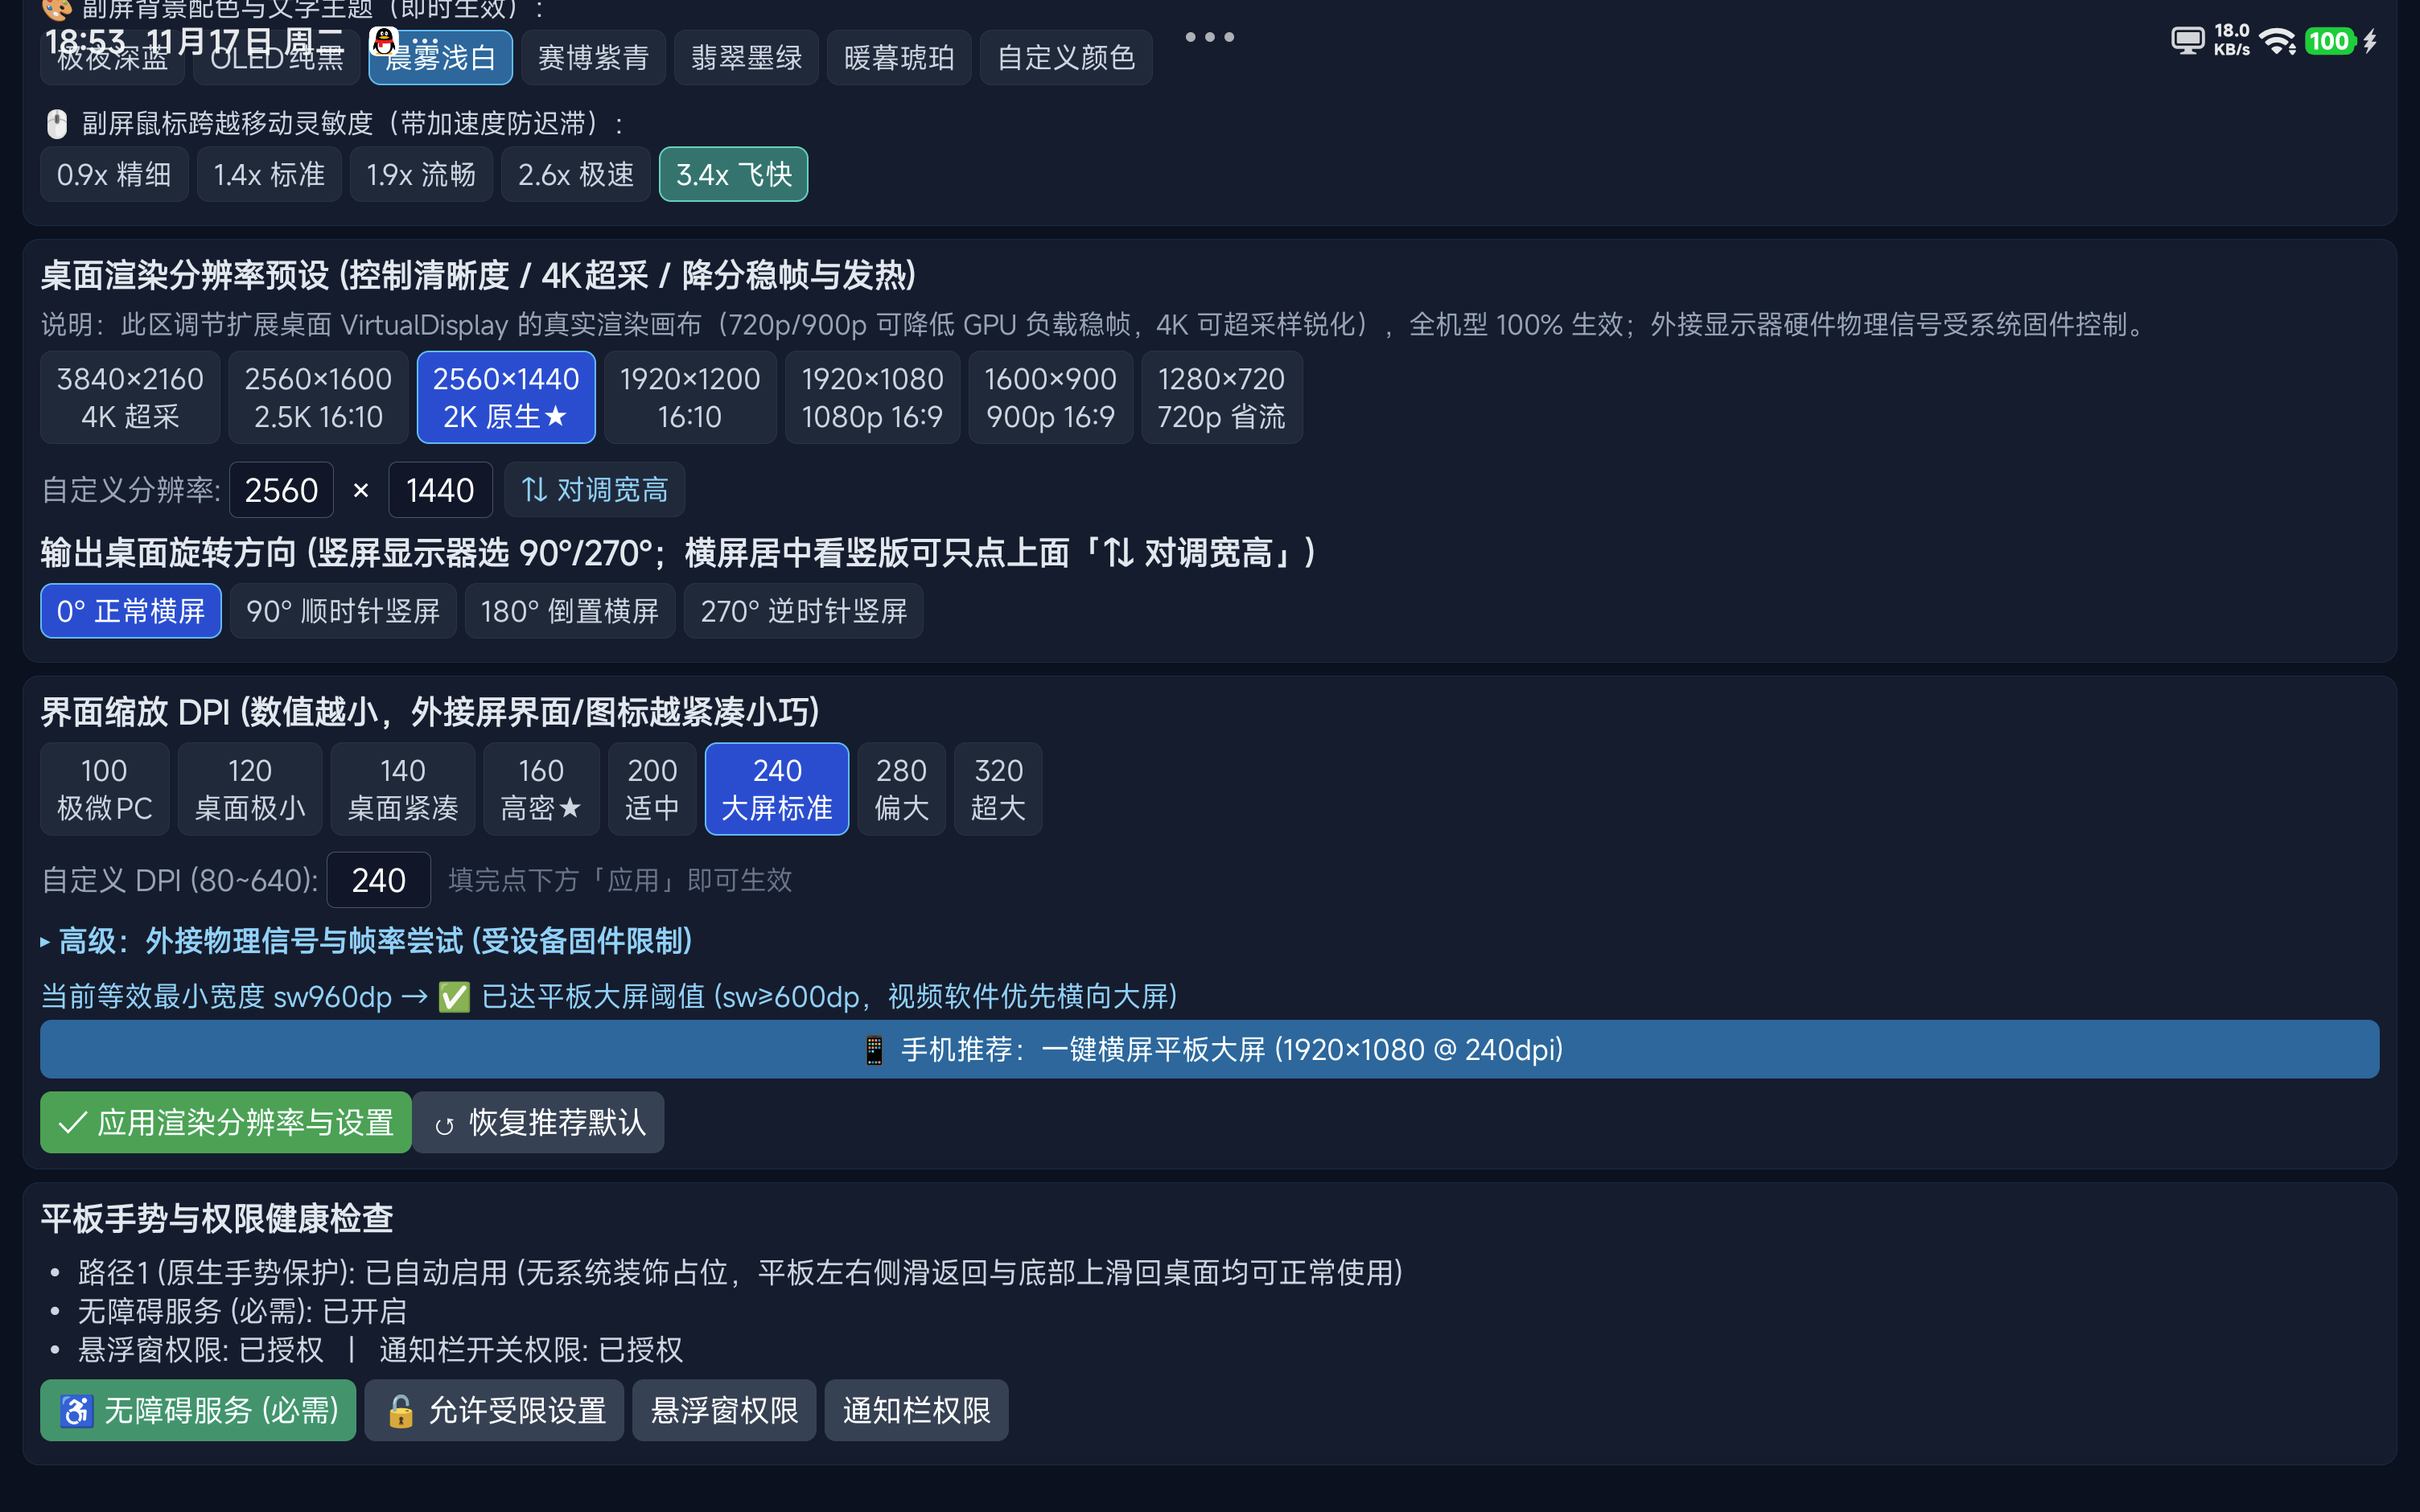 🎨 副屏背景配色与文字主题（即时生效）:
18:53 11月17日 周二
18.0 KB/s
100
极夜深蓝 OLED 纯黑 晨雾浅白 赛博紫青 翡翠墨绿 暖暮琥珀 自定义颜色
🖱️ 副屏鼠标跨越移动灵敏度（带加速度防迟滞）:
0.9x 精细 1.4x 标准 1.9x 流畅 2.6x 极速 3.4x 飞快
桌面渲染分辨率预设 (控制清晰度 / 4K超采 / 降分稳帧与发热)
说明：此区调节扩展桌面 VirtualDisplay 的真实渲染画布（720p/900p 可降低 GPU 负载稳帧，4K 可超采样锐化），全机型 100% 生效；外接显示器硬件物理信号受系统固件控制。
3840×2160 2560×1600 2560×1440 1920×1200 1920×1080 1600×900 1280×720
4K 超采 2.5K 16:10 2K 原生★ 16:10 1080p 16:9 900p 16:9 720p 省流
自定义分辨率: 2560 × 1440 ⇅ 对调宽高
输出桌面旋转方向 (竖屏显示器选 90°/270°；横屏居中看竖版可只点上面「⇅ 对调宽高」)
0° 正常横屏 90° 顺时针竖屏 180° 倒置横屏 270° 逆时针竖屏
界面缩放 DPI (数值越小，外接屏界面/图标越紧凑小巧)
100 120 140 160 200 240 280 320
极微PC 桌面极小 桌面紧凑 高密★ 适中 大屏标准 偏大 超大
自定义 DPI (80~640): 240 填完点下方「应用」即可生效
▸ 高级：外接物理信号与帧率尝试 (受设备固件限制)
当前等效最小宽度 sw960dp → ✅ 已达平板大屏阈值 (sw≥600dp，视频软件优先横向大屏)
📱 手机推荐：一键横屏平板大屏 (1920×1080 @ 240dpi)
✓ 应用渲染分辨率与设置 ↺ 恢复推荐默认
平板手势与权限健康检查
• 路径1 (原生手势保护): 已自动启用 (无系统装饰占位，平板左右侧滑返回与底部上滑回桌面均可正常使用)
• 无障碍服务 (必需): 已开启
• 悬浮窗权限: 已授权 | 通知栏开关权限: 已授权
♿ 无障碍服务 (必需) 🔓 允许受限设置 悬浮窗权限 通知栏权限